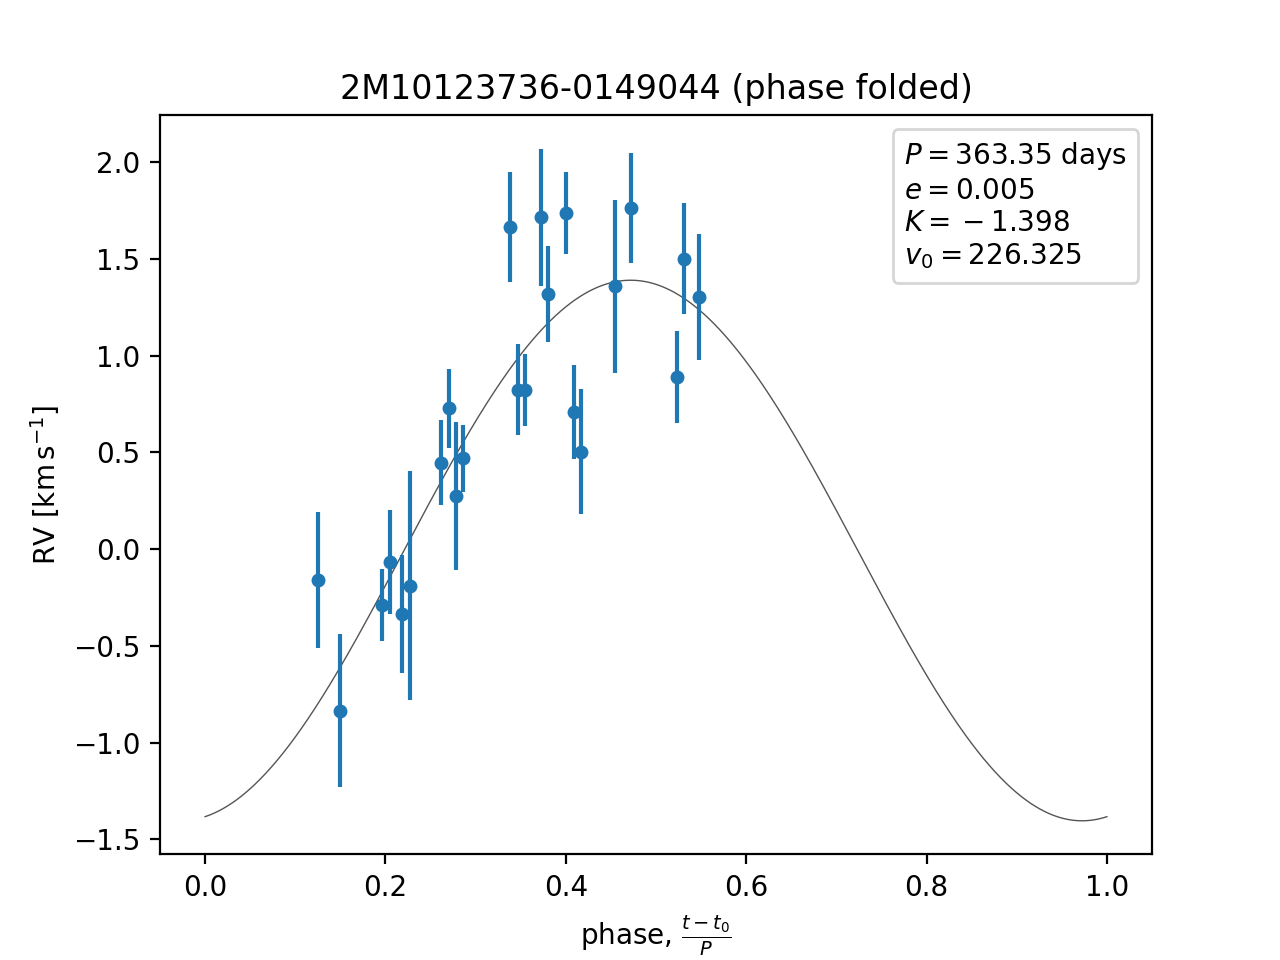 2M10123736-0149044 (phase folded)
P = 363.35 days
e = 0.005
K = −1.398
v₀ = 226.325
2.0
1.5
1.0
0.5
0.0
−0.5
−1.0
−1.5
RV [km s⁻¹]
0.0 0.2 0.4 0.6 0.8 1.0
phase, (t − t₀)/P